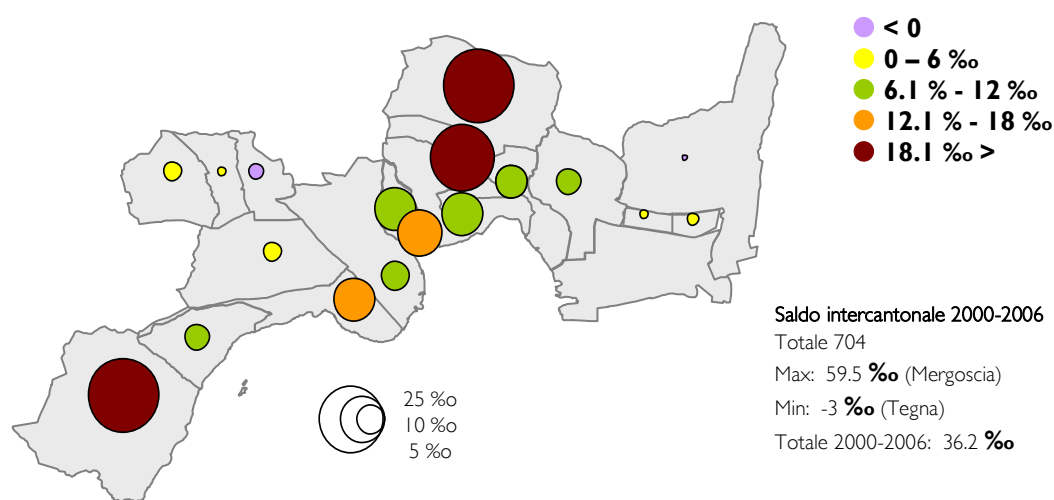 < 0
0 – 6 ‰
6.1 % - 12 ‰
12.1 % - 18 ‰
18.1 ‰ >
Saldo intercantonale 2000-2006
Totale 704
Max: 59.5 ‰ (Mergoscia)
Min: -3 ‰ (Tegna)
Totale 2000-2006: 36.2 ‰
25 ‰
10 ‰
5 ‰